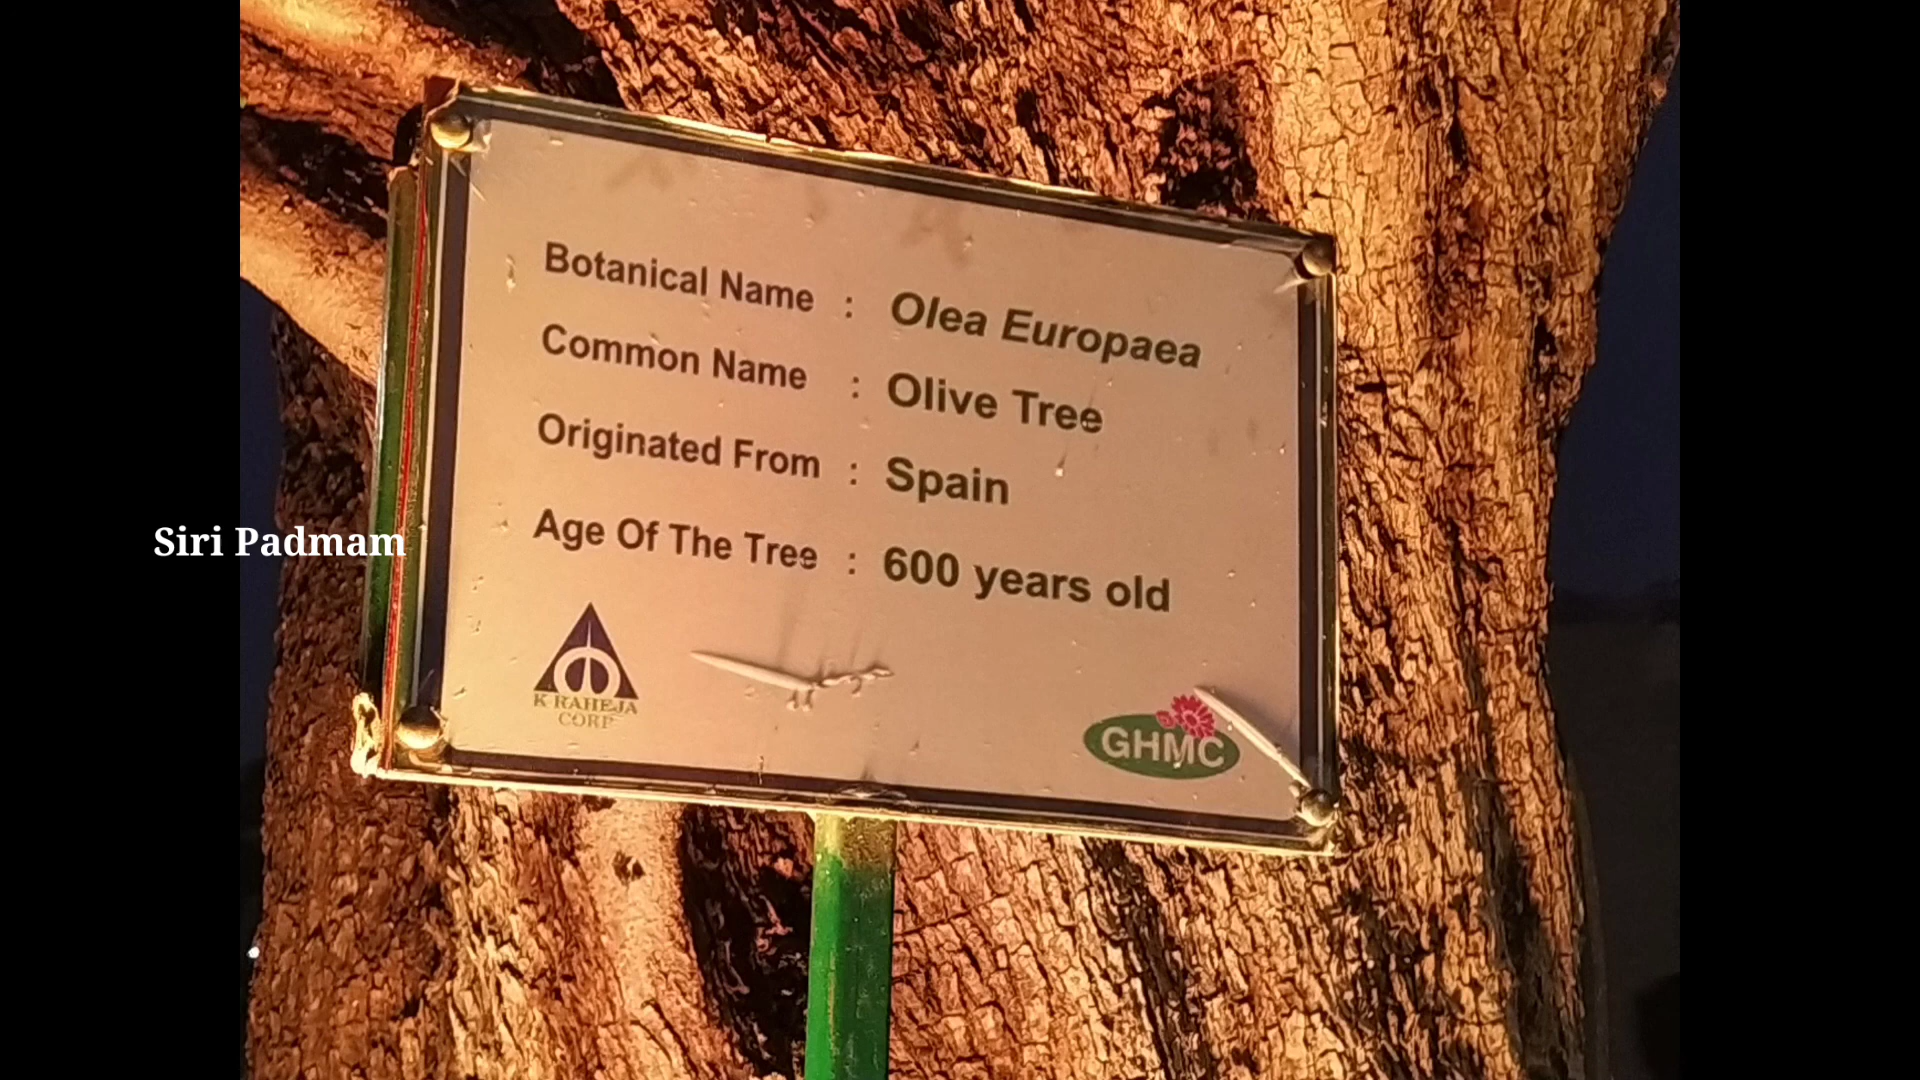 Botanical Name : Olea Europaea
Common Name : Olive Tree
Originated From : Spain
Age Of The Tree : 600 years old
Siri Padmam
K RAHEJA
CORP
GHMC